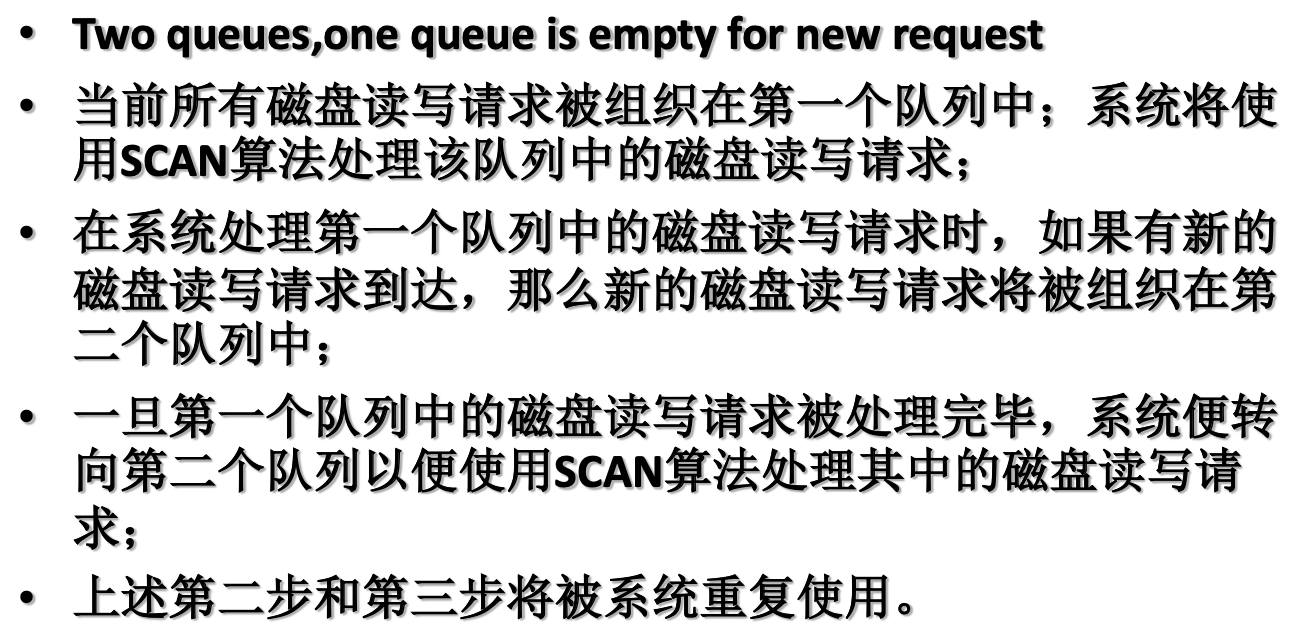 • Two queues,one queue is empty for new request
• 当前所有磁盘读写请求被组织在第一个队列中；系统将使
用SCAN算法处理该队列中的磁盘读写请求；
• 在系统处理第一个队列中的磁盘读写请求时，如果有新的
磁盘读写请求到达，那么新的磁盘读写请求将被组织在第
二个队列中；
• 一旦第一个队列中的磁盘读写请求被处理完毕，系统便转
向第二个队列以便使用SCAN算法处理其中的磁盘读写请
求；
• 上述第二步和第三步将被系统重复使用。